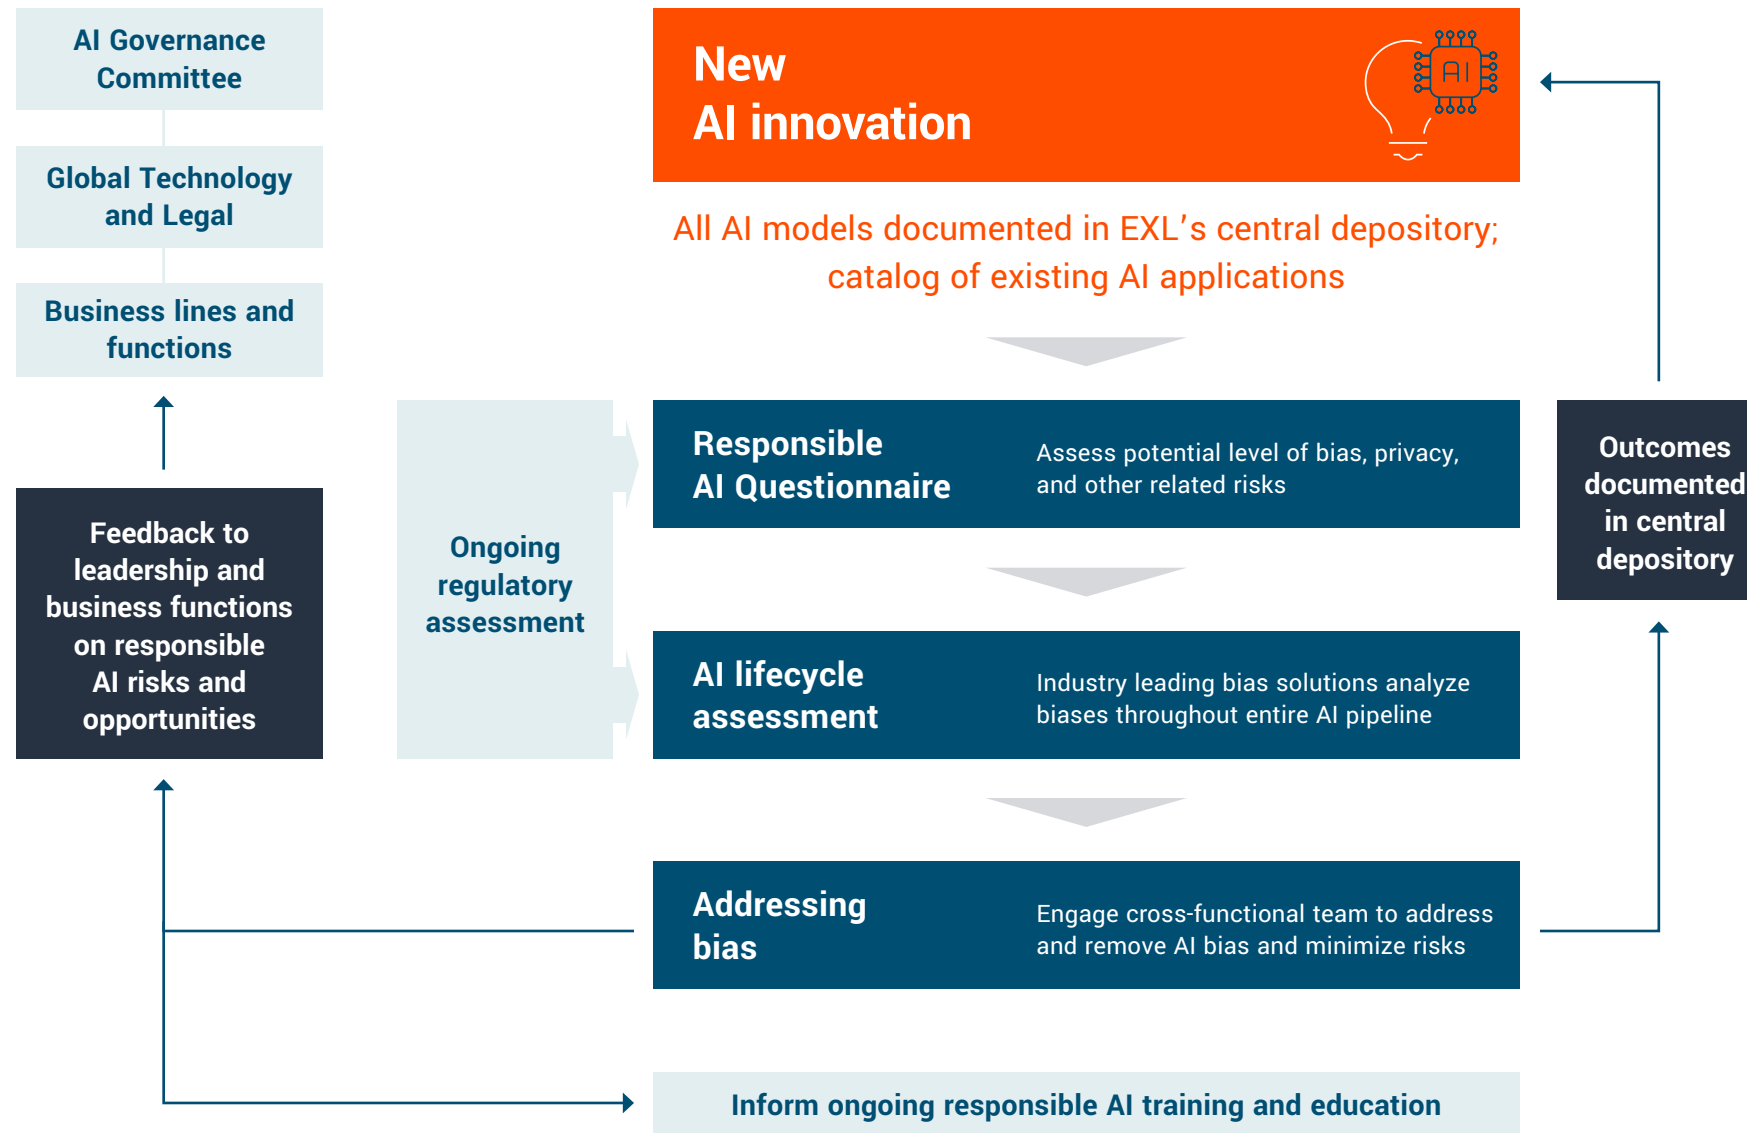 AI Governance
Committee
Global Technology
and Legal
Business lines and
functions
Feedback to
leadership and
business functions
on responsible
AI risks and
opportunities
Ongoing
regulatory
assessment
New
AI innovation
AI
All AI models documented in EXL’s central depository;
catalog of existing AI applications
Responsible
AI Questionnaire
Assess potential level of bias, privacy,
and other related risks
AI lifecycle
assessment
Industry leading bias solutions analyze
biases throughout entire AI pipeline
Addressing
bias
Engage cross-functional team to address
and remove AI bias and minimize risks
Inform ongoing responsible AI training and education
Outcomes
documented
in central
depository